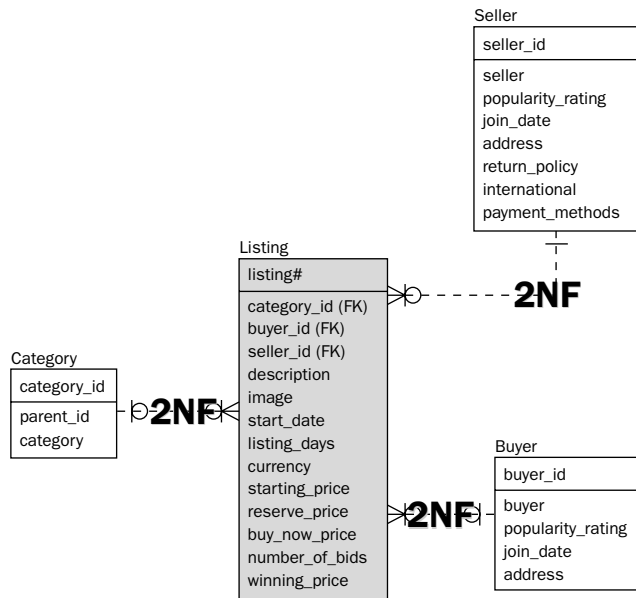 Seller
seller_id
seller
popularity_rating
join_date
address
return_policy
international
payment_methods
2NF
Listing
listing#
category_id (FK)
buyer_id (FK)
seller_id (FK)
description
image
start_date
listing_days
currency
starting_price
reserve_price
buy_now_price
number_of_bids
winning_price
Category
category_id
parent_id
category
2NF
2NF
Buyer
buyer_id
buyer
popularity_rating
join_date
address